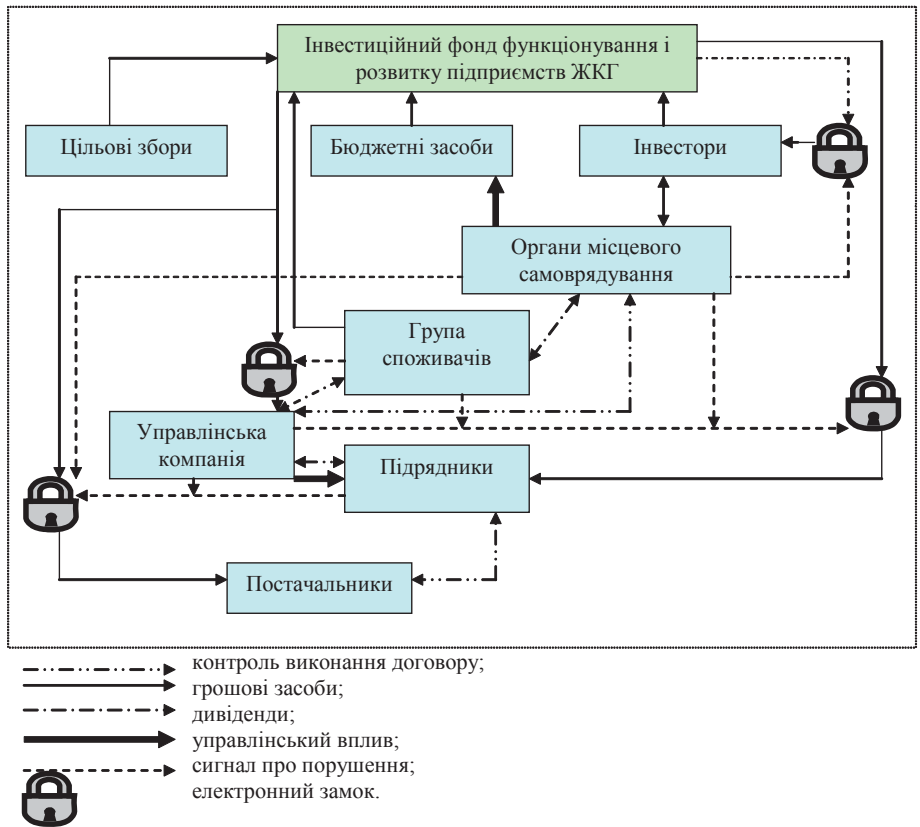 Інвестиційний фонд функціонування і
розвитку підприємств ЖКГ
Цільові збори
Бюджетні засоби
Інвестори
Органи місцевого
самоврядування
Група
споживачів
Управлінська
компанія
Підрядники
Постачальники
контроль виконання договору;
грошові засоби;
дивіденди;
управлінський вплив;
сигнал про порушення;
електронний замок.